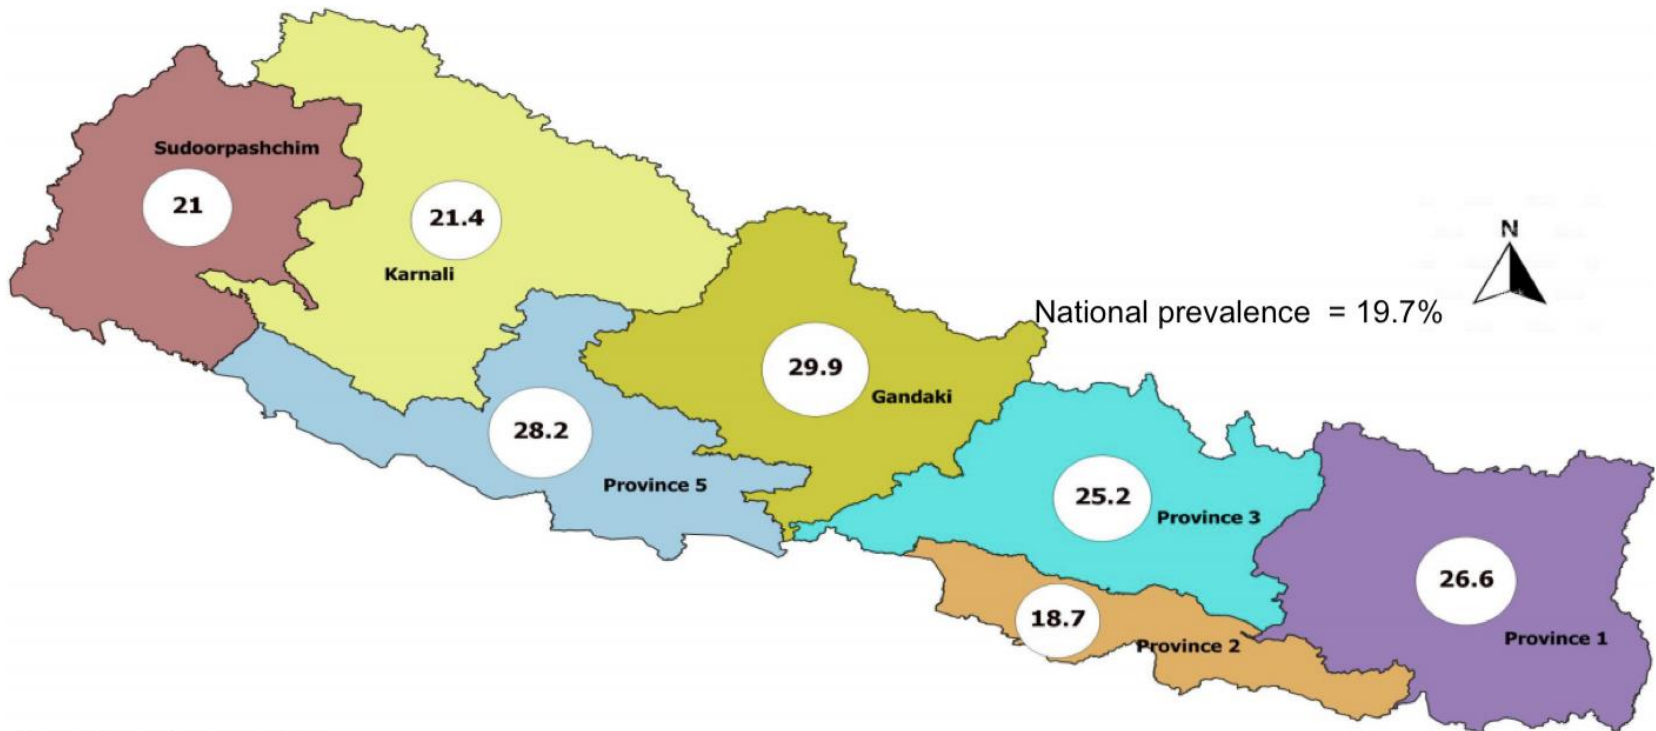 Sudoorpashchim
21
21.4
Karnali
N
National prevalence = 19.7%
29.9
Gandaki
28.2
Province 5
25.2
Province 3
26.6
Province 1
18.7
Province 2